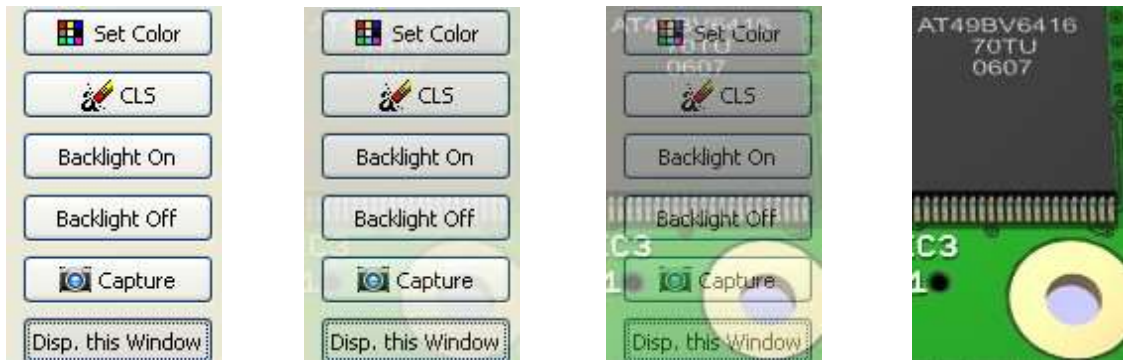 Set Color
CLS
Backlight On
Backlight Off
Capture
Disp. this Window
Set Color
CLS
Backlight On
Backlight Off
Capture
Disp. this Window
Set Color
CLS
Backlight On
Backlight Off
Capture
Disp. this Window
C3
AT49BV6416
70TU
0607
C3
1